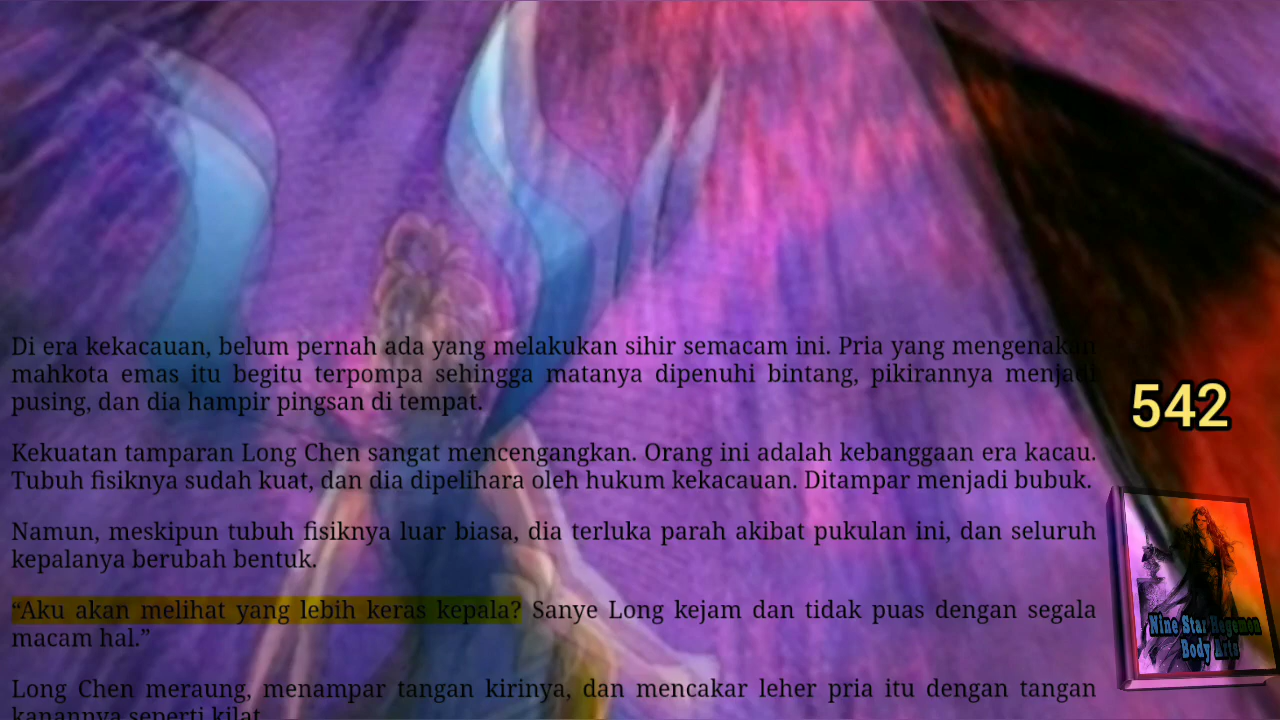 Di era kekacauan, belum pernah ada yang melakukan sihir semacam ini. Pria yang mengenakan
mahkota emas itu begitu terpompa sehingga matanya dipenuhi bintang, pikirannya menjadi
pusing, dan dia hampir pingsan di tempat.
Kekuatan tamparan Long Chen sangat mencengangkan. Orang ini adalah kebanggaan era kacau.
Tubuh fisiknya sudah kuat, dan dia dipelihara oleh hukum kekacauan. Ditampar menjadi bubuk.
Namun, meskipun tubuh fisiknya luar biasa, dia terluka parah akibat pukulan ini, dan seluruh
kepalanya berubah bentuk.
“Aku akan melihat yang lebih keras kepala? Sanye Long kejam dan tidak puas dengan segala
macam hal.”
Long Chen meraung, menampar tangan kirinya, dan mencakar leher pria itu dengan tangan
kanannya seperti kilat.
542
Nine Star Hegemon
Body Arts